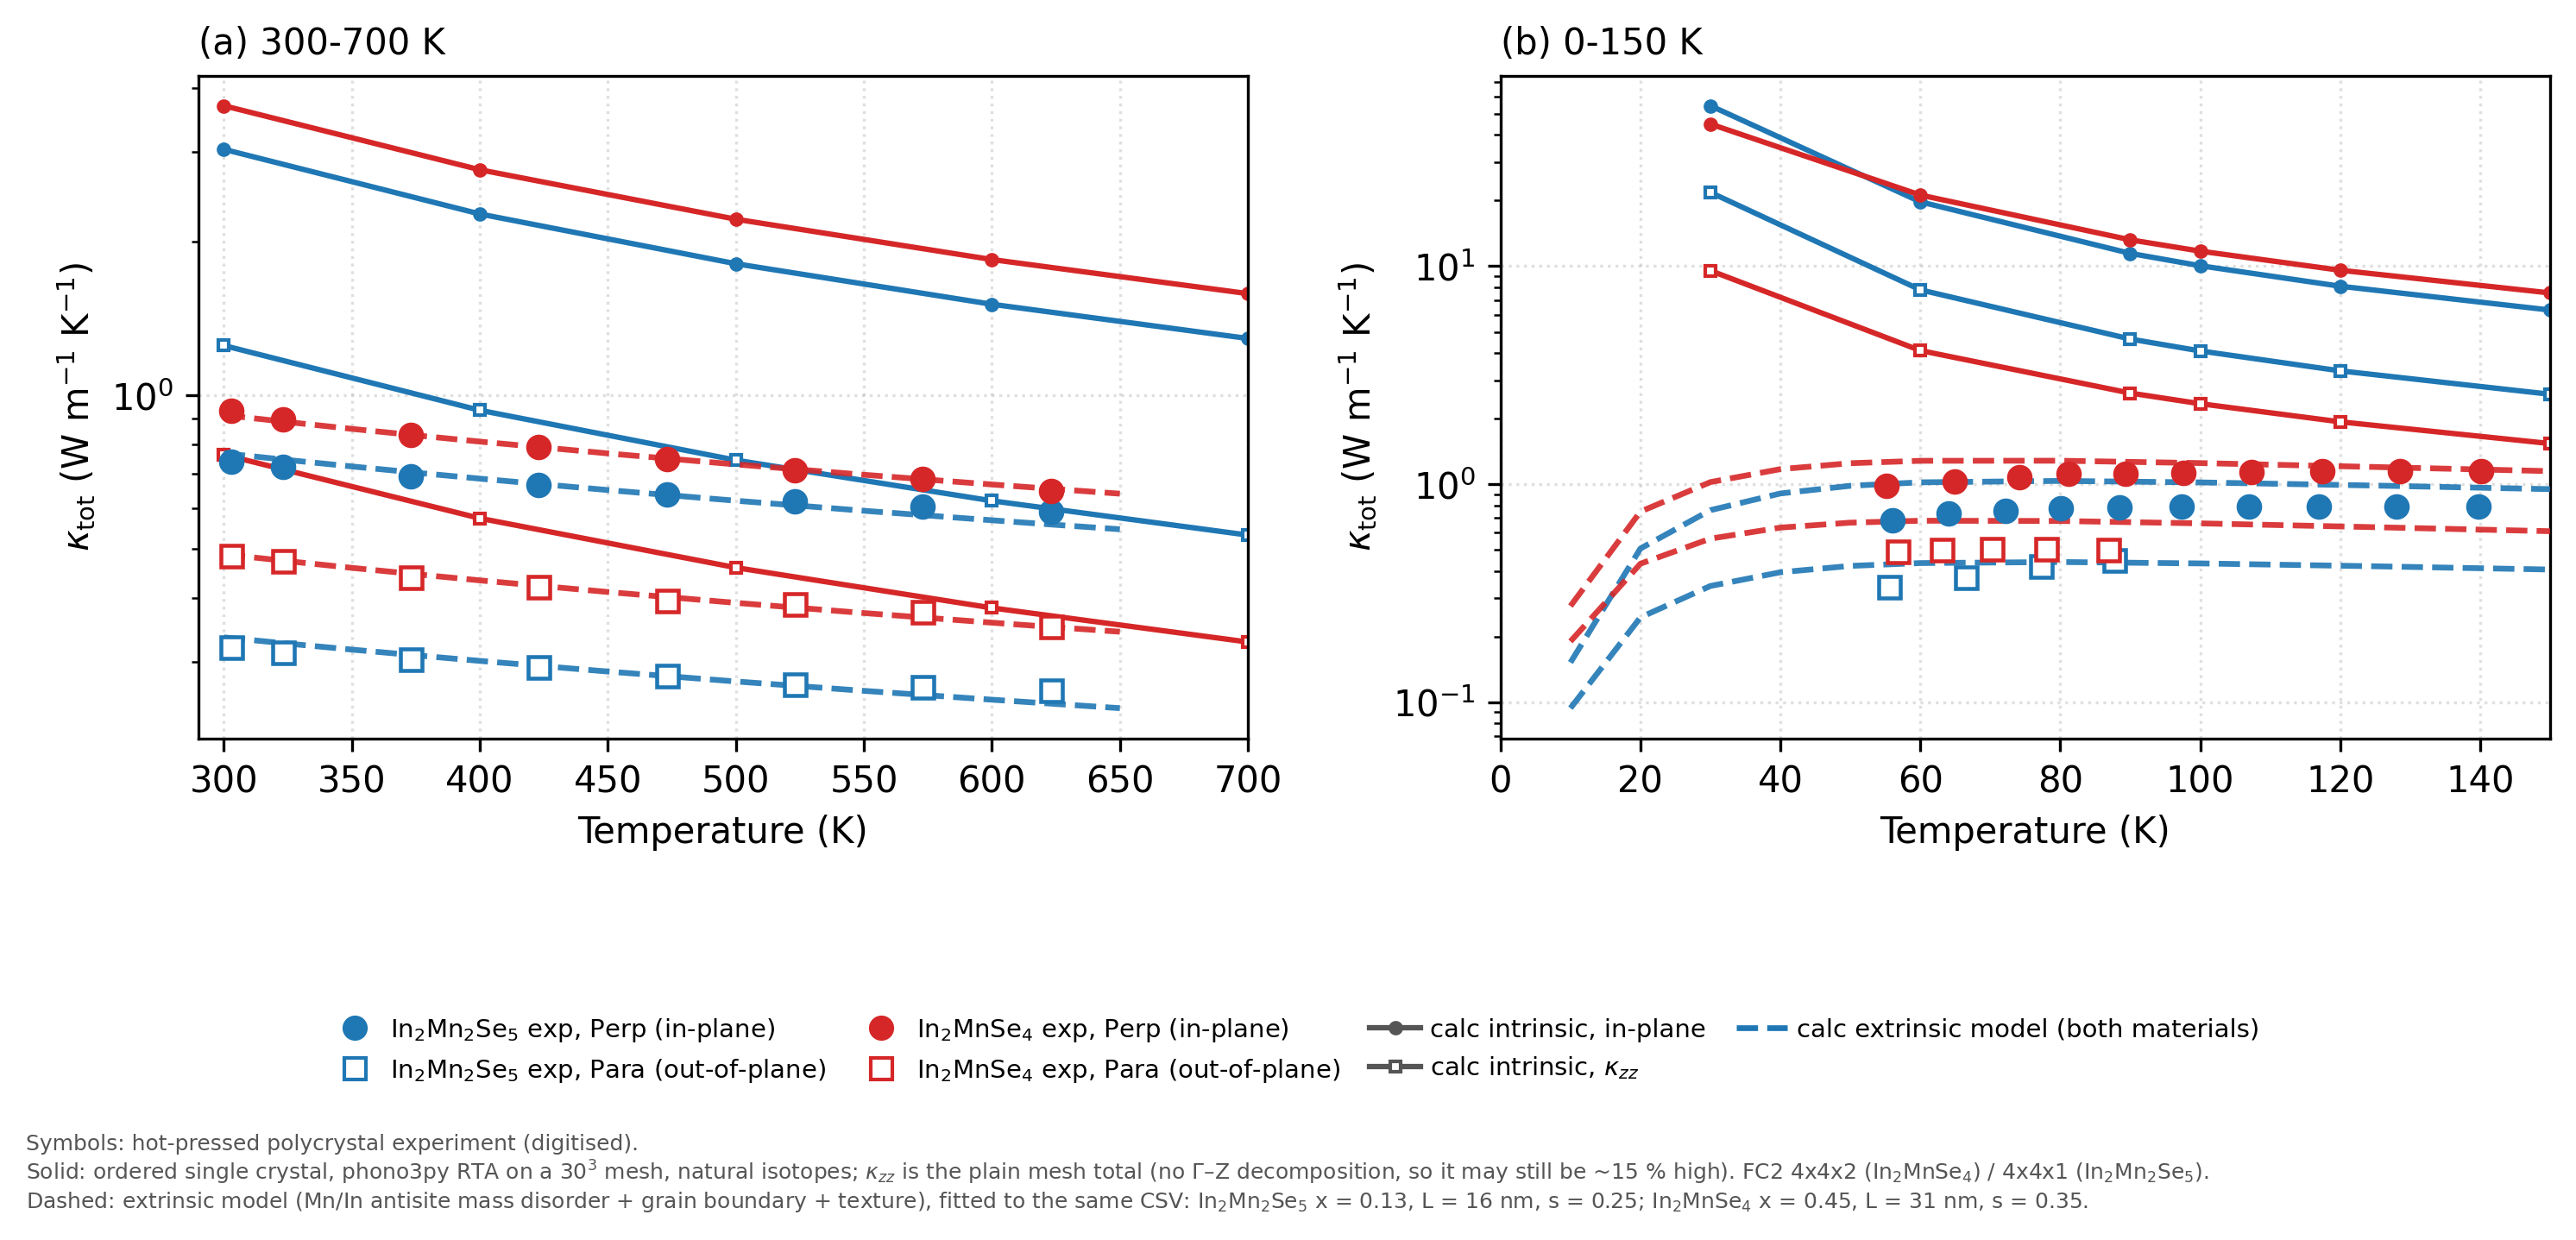 (a) 300-700 K
(b) 0-150 K
κtot (W m⁻¹ K⁻¹)
10⁰
300 350 400 450 500 550 600 650 700
Temperature (K)
κtot (W m⁻¹ K⁻¹)
10¹
10⁰
10⁻¹
0 20 40 60 80 100 120 140
Temperature (K)
In₂Mn₂Se₅ exp, Perp (in-plane)
In₂Mn₂Se₅ exp, Para (out-of-plane)
In₂MnSe₄ exp, Perp (in-plane)
In₂MnSe₄ exp, Para (out-of-plane)
calc intrinsic, in-plane
calc intrinsic, κzz
calc extrinsic model (both materials)
Symbols: hot-pressed polycrystal experiment (digitised).
Solid: ordered single crystal, phono3py RTA on a 30³ mesh, natural isotopes; κzz is the plain mesh total (no Γ–Z decomposition, so it may still be ~15 % high). FC2 4x4x2 (In₂MnSe₄) / 4x4x1 (In₂Mn₂Se₅).
Dashed: extrinsic model (Mn/In antisite mass disorder + grain boundary + texture), fitted to the same CSV: In₂Mn₂Se₅ x = 0.13, L = 16 nm, s = 0.25; In₂MnSe₄ x = 0.45, L = 31 nm, s = 0.35.